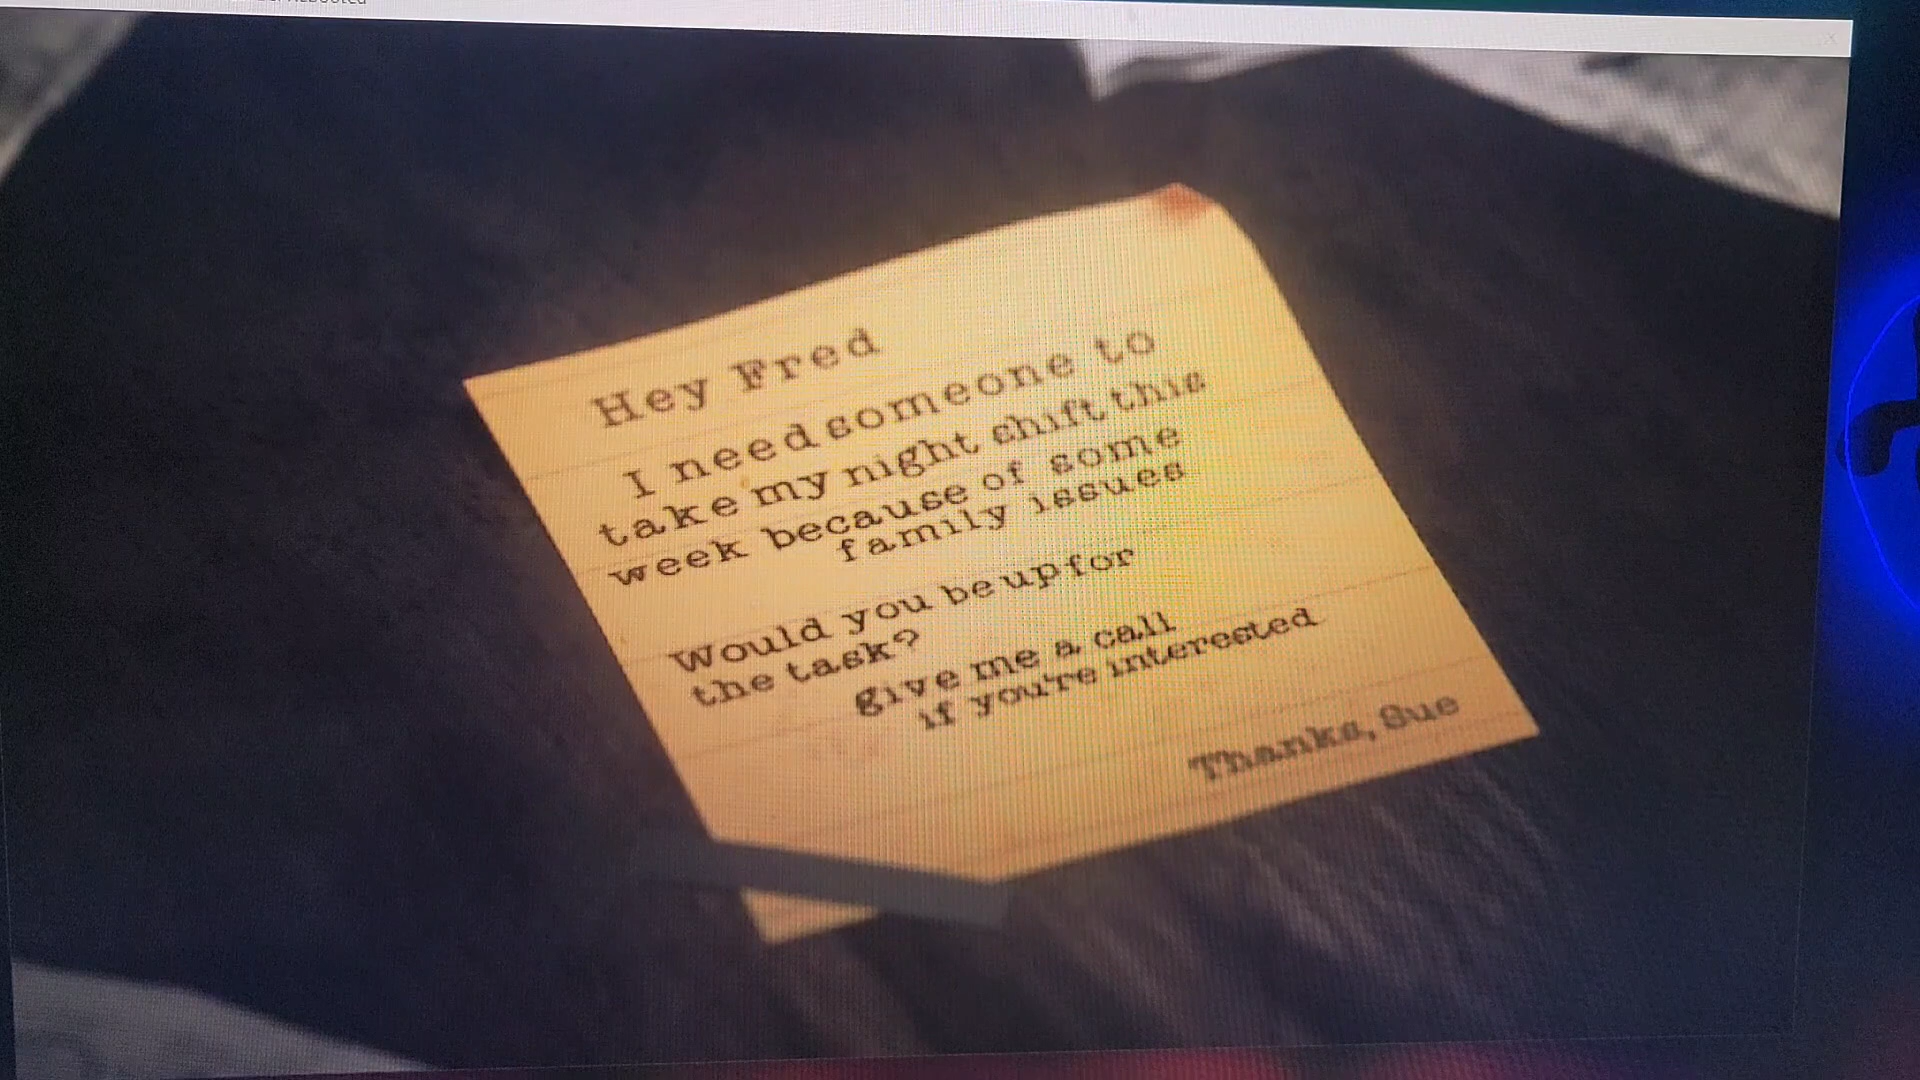 Hey Fred
I need someone to
take my night shift this
week because of some
family issues
Would you be up for
the task?
give me a call
if you're interested
Thanks, Sue